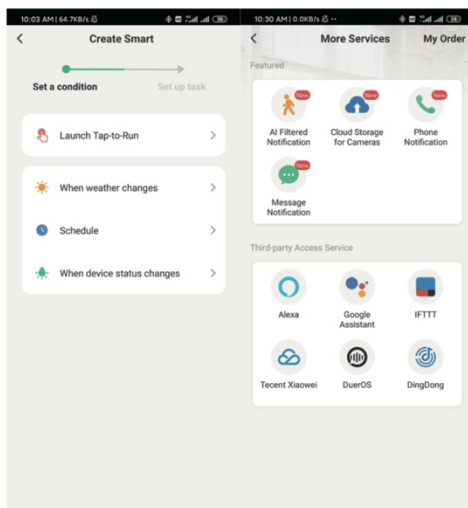 10:03 AM | 64.7KB/s
Create Smart
Set a condition
Set up task
Launch Tap-to-Run
When weather changes
Schedule
When device status changes
10:30 AM | 0.0KB/s
More Services
My Order
Featured
New
New
New
AI Filtered
Notification
Cloud Storage
for Cameras
Phone
Notification
New
Message
Notification
Third-party Access Service
Alexa
Google
Assistant
IFTTT
Tecent Xiaowei
DuerOS
DingDong